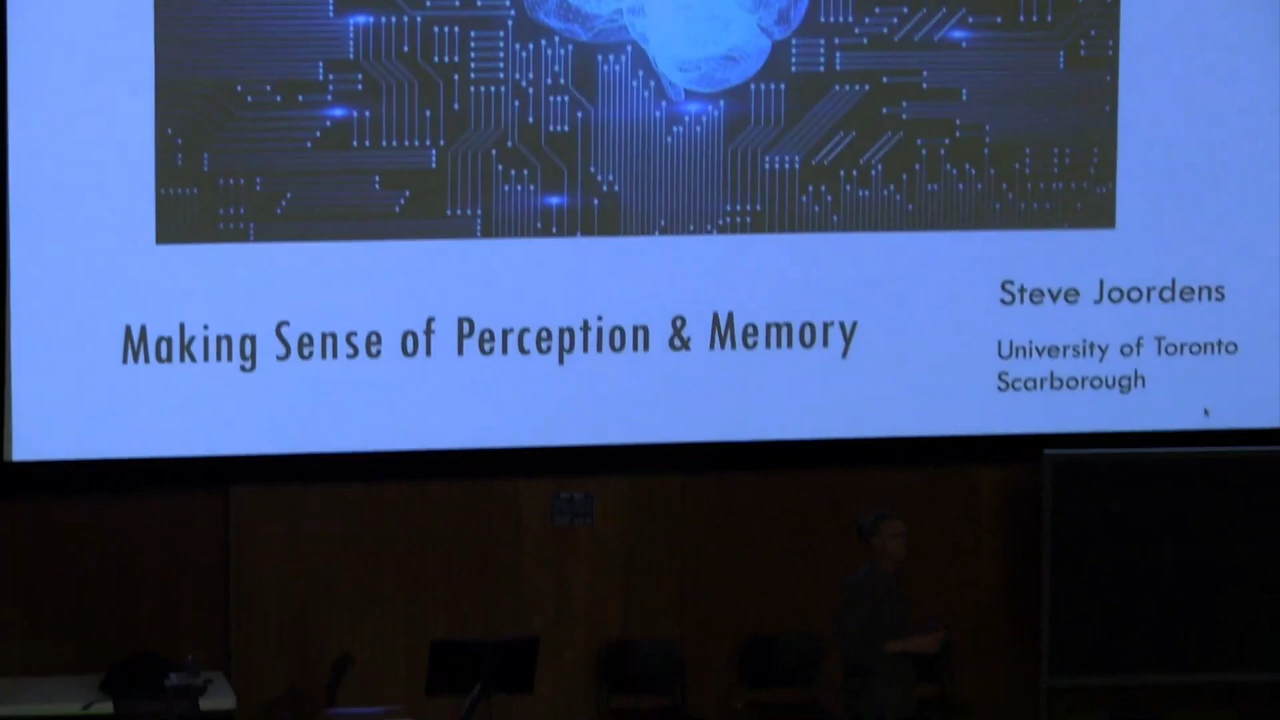 Making Sense of Perception & Memory
Steve Joordens
University of Toronto
Scarborough